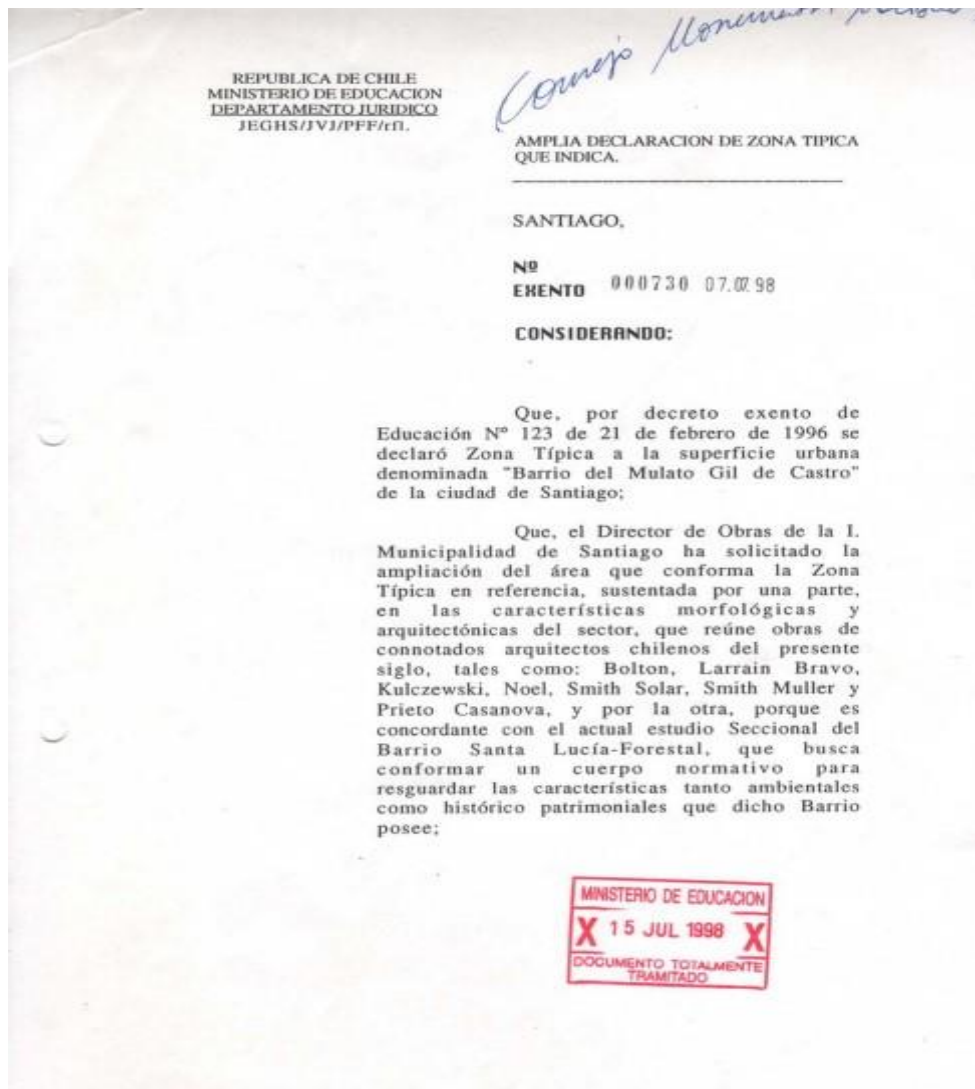 Consejo
REPUBLICA DE CHILE
MINISTERIO DE EDUCACION
DEPARTAMENTO JURIDICO
JEGHS/JVJ/PFF/rfl.
AMPLIA DECLARACION DE ZONA TIPICA
QUE INDICA.
SANTIAGO,
Nº
EXENTO 000730 07.07.98
CONSIDERANDO:
Que, por decreto exento de
Educación N° 123 de 21 de febrero de 1996 se
declaró Zona Típica a la superficie urbana
denominada "Barrio del Mulato Gil de Castro"
de la ciudad de Santiago;
Que, el Director de Obras de la I.
Municipalidad de Santiago ha solicitado la
ampliación del área que conforma la Zona
Típica en referencia, sustentada por una parte,
en las características morfológicas y
arquitectónicas del sector, que reúne obras de
connotados arquitectos chilenos del presente
siglo, tales como: Bolton, Larrain Bravo,
Kulczewski, Noel, Smith Solar, Smith Muller y
Prieto Casanova, y por la otra, porque es
concordante con el actual estudio Seccional del
Barrio Santa Lucía-Forestal, que busca
conformar un cuerpo normativo para
resguardar las características tanto ambientales
como histórico patrimoniales que dicho Barrio
posee;
MINISTERIO DE EDUCACION
X 15 JUL 1998 X
DOCUMENTO TOTALMENTE
TRAMITADO